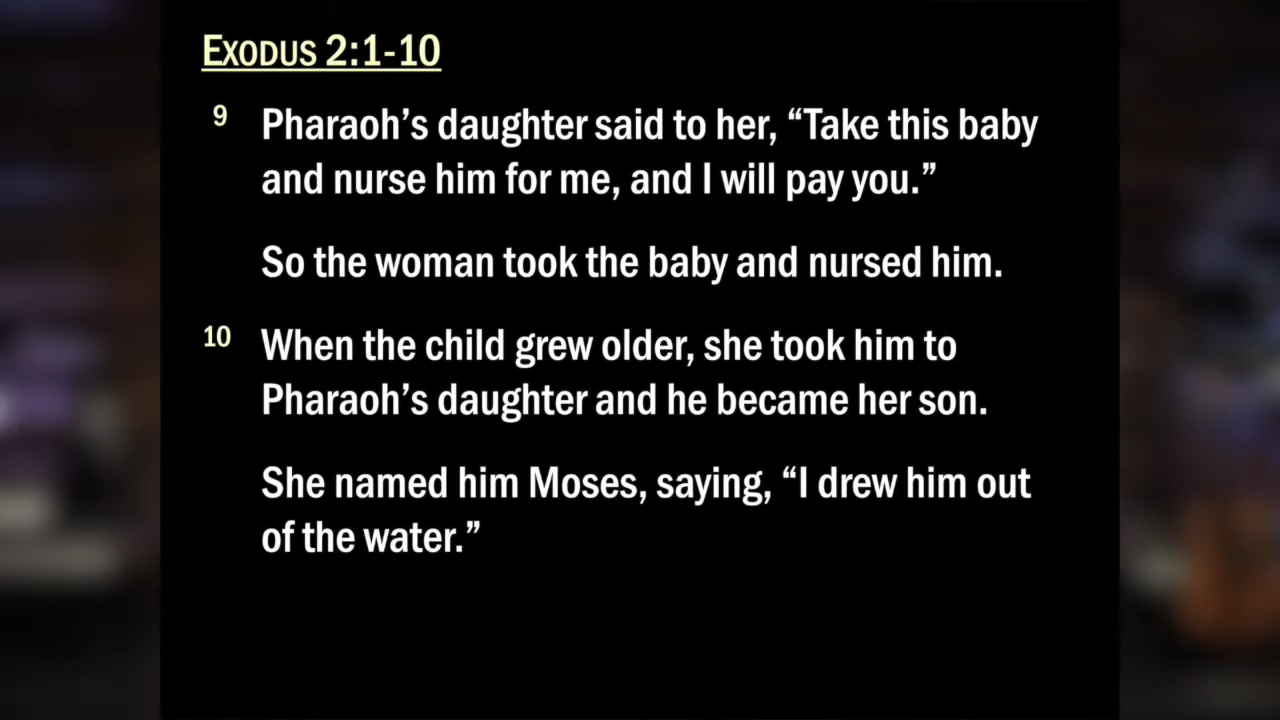 EXODUS 2:1-10
9 Pharaoh’s daughter said to her, “Take this baby
and nurse him for me, and I will pay you.”
So the woman took the baby and nursed him.
10 When the child grew older, she took him to
Pharaoh’s daughter and he became her son.
She named him Moses, saying, “I drew him out
of the water.”